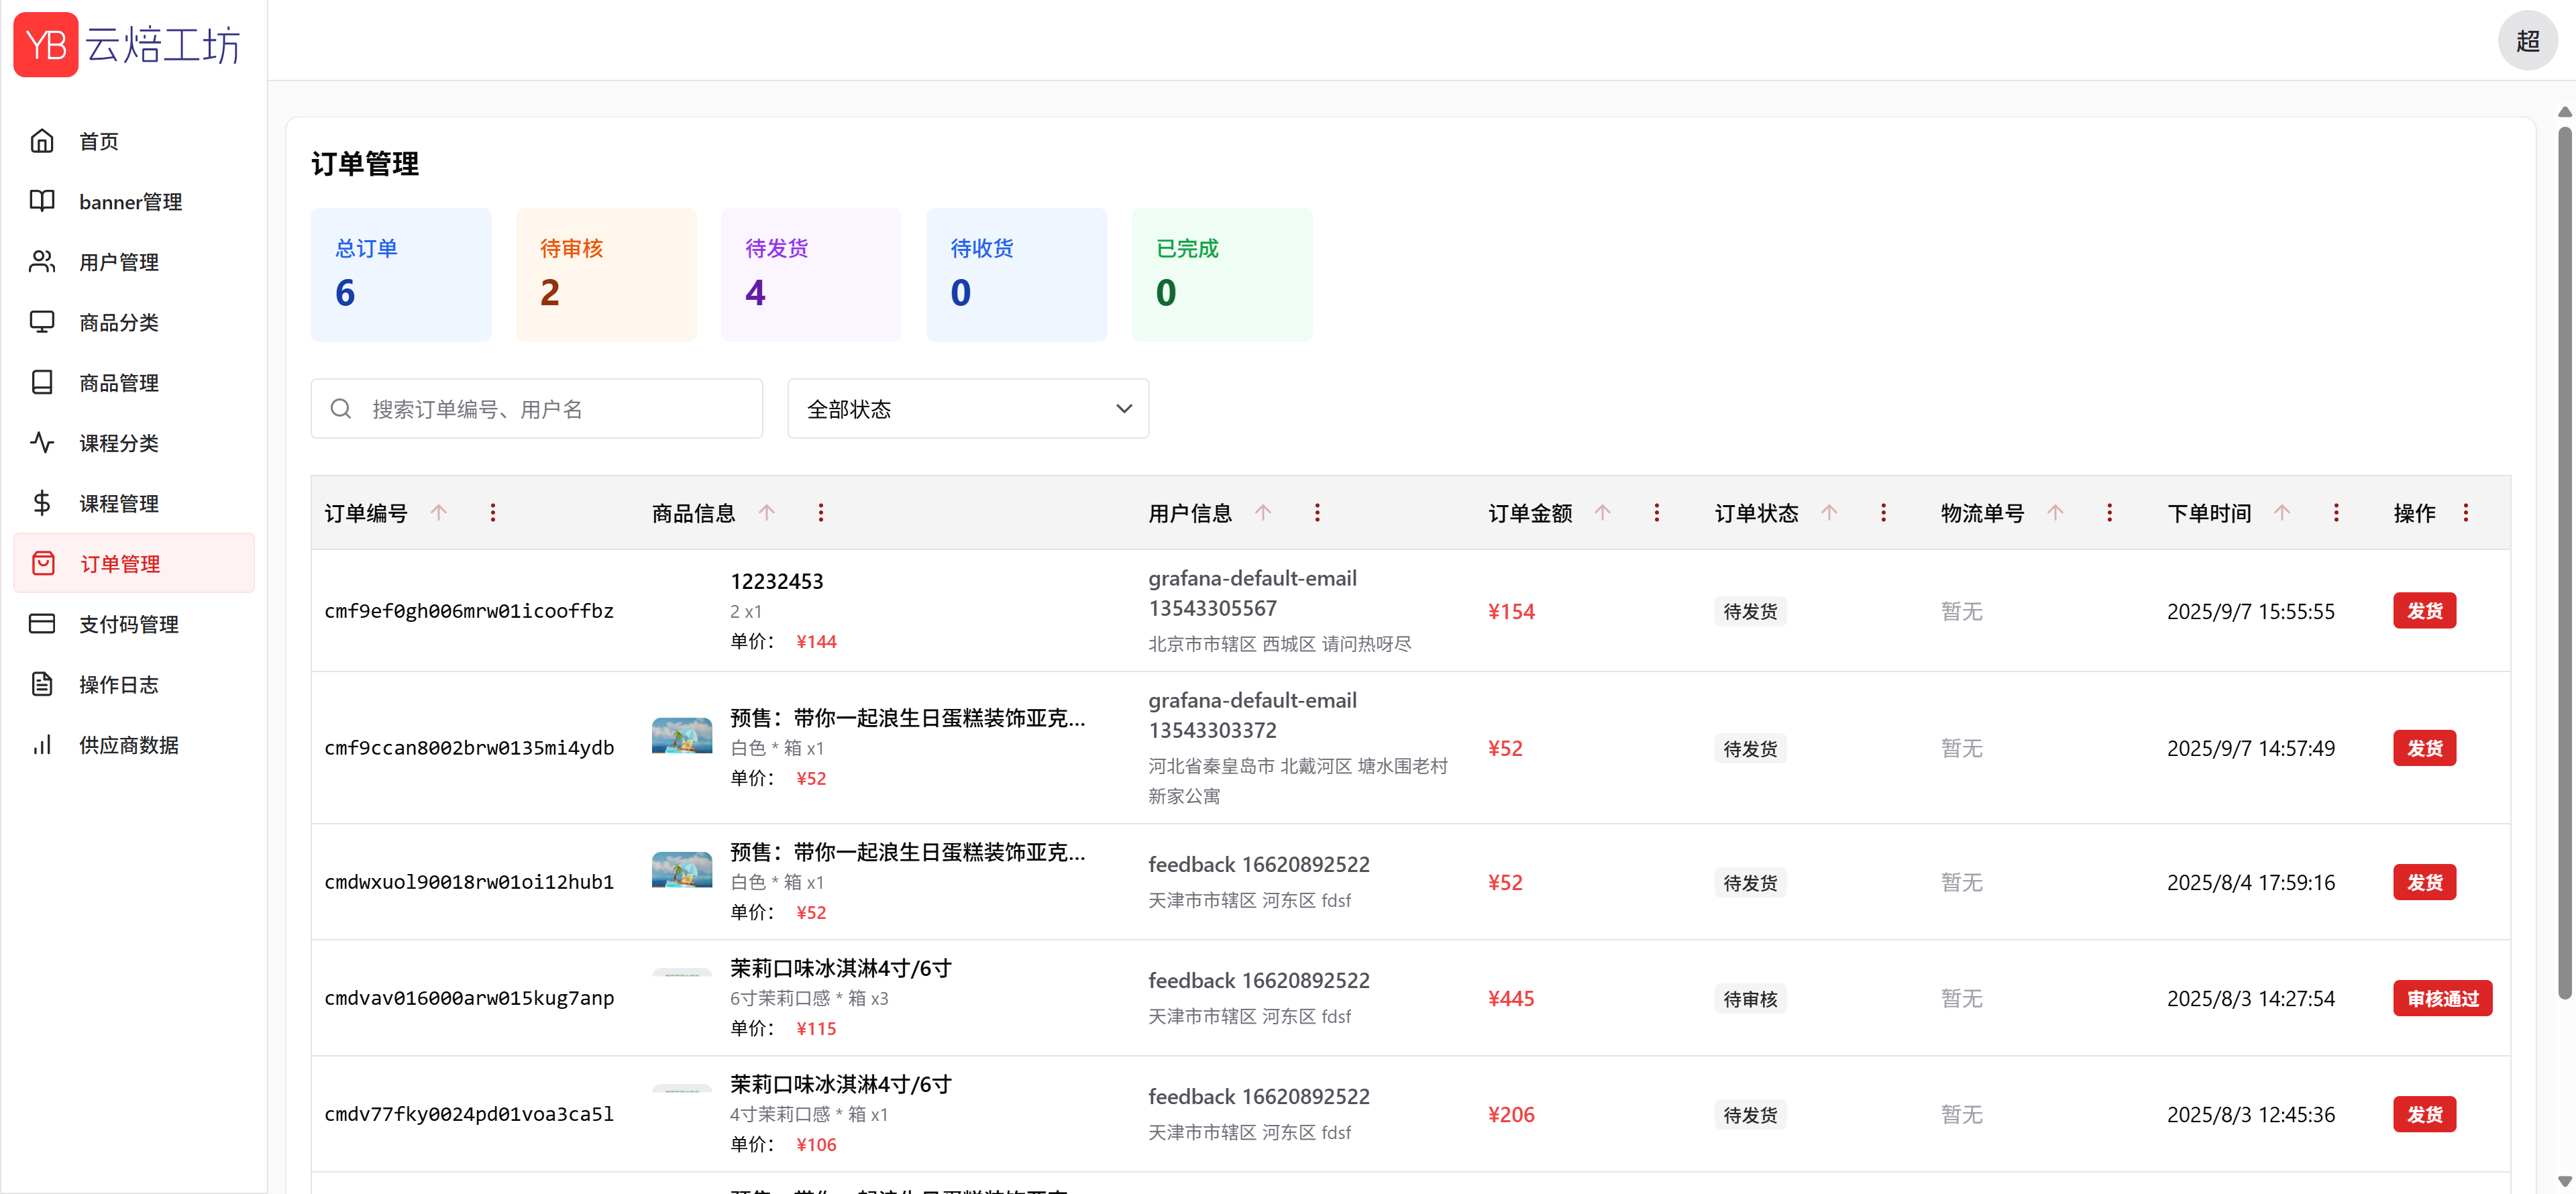 YB 云焙工坊
超
首页
banner管理
用户管理
商品分类
商品管理
课程分类
课程管理
订单管理
支付码管理
操作日志
供应商数据
订单管理
总订单
6
待审核
2
待发货
4
待收货
0
已完成
0
搜索订单编号、用户名
全部状态
订单编号 商品信息 用户信息 订单金额 订单状态 物流单号 下单时间 操作
cmf9ef0gh006mrw01icooffbz
12232453
2 x1
单价： ¥144
grafana-default-email
13543305567
北京市市辖区 西城区 请问热呀尽
¥154
待发货
暂无
2025/9/7 15:55:55
发货
cmf9ccan8002brw0135mi4ydb
预售：带你一起浪生日蛋糕装饰亚克...
白色 * 箱 x1
单价： ¥52
grafana-default-email
13543303372
河北省秦皇岛市 北戴河区 塘水围老村
新家公寓
¥52
待发货
暂无
2025/9/7 14:57:49
发货
cmdwxuol90018rw01oi12hub1
预售：带你一起浪生日蛋糕装饰亚克...
白色 * 箱 x1
单价： ¥52
feedback 16620892522
天津市市辖区 河东区 fdsf
¥52
待发货
暂无
2025/8/4 17:59:16
发货
cmdvav016000arw015kug7anp
茉莉口味冰淇淋4寸/6寸
6寸茉莉口感 * 箱 x3
单价： ¥115
feedback 16620892522
天津市市辖区 河东区 fdsf
¥445
待审核
暂无
2025/8/3 14:27:54
审核通过
cmdv77fky0024pd01voa3ca5l
茉莉口味冰淇淋4寸/6寸
4寸茉莉口感 * 箱 x1
单价： ¥106
feedback 16620892522
天津市市辖区 河东区 fdsf
¥206
待发货
暂无
2025/8/3 12:45:36
发货